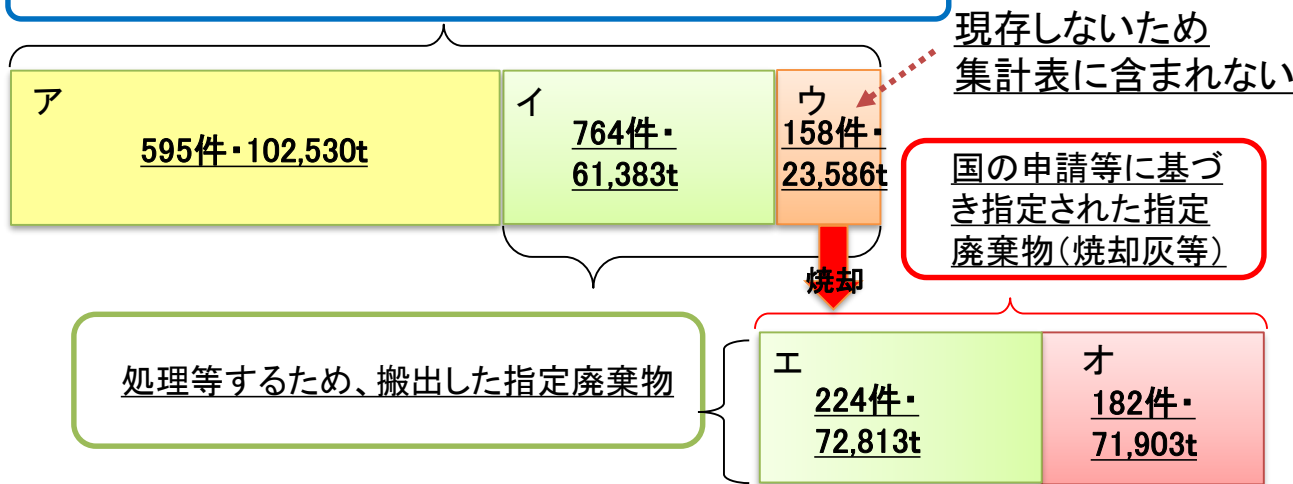 現存しないため
集計表に含まれない
ア
595件・102,530t
イ
764件・
61,383t
ウ
158件・
23,586t
国の申請等に基づ
き指定された指定
廃棄物(焼却灰等)
焼却
処理等するため、搬出した指定廃棄物
エ
224件・
72,813t
オ
182件・
71,903t